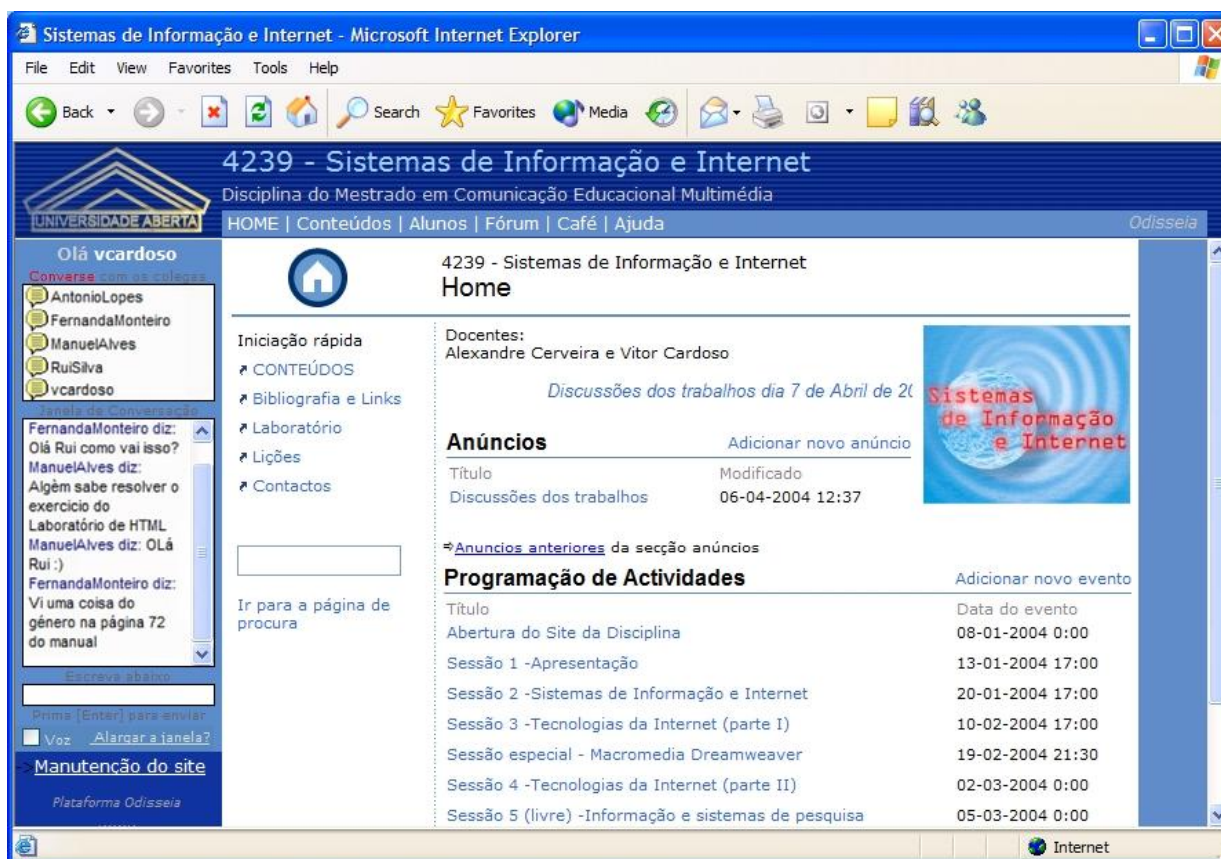 Sistemas de Informação e Internet - Microsoft Internet Explorer
File Edit View Favorites Tools Help
Back Search Favorites Media
UNIVERSIDADE ABERTA
4239 - Sistemas de Informação e Internet
Disciplina do Mestrado em Comunicação Educacional Multimédia
HOME | Conteúdos | Alunos | Fórum | Café | Ajuda
Odisseia
Olá vcardoso
Converse com os colegas
AntonioLopes
FernandaMonteiro
ManuelAlves
RuiSilva
vcardoso
Janela de Conversação
FernandaMonteiro diz:
Olá Rui como vai isso?
ManuelAlves diz:
Algèm sabe resolver o
exercicio do
Laboratório de HTML
ManuelAlves diz: OLá
Rui :)
FernandaMonteiro diz:
Vi uma coisa do
género na página 72
do manual
Escreva abaixo
Prima [Enter] para enviar
Voz Alargar a janela?
->Manutenção do site
Plataforma Odisseia
4239 - Sistemas de Informação e Internet
Home
Iniciação rápida
CONTEÚDOS
Bibliografia e Links
Laboratório
Lições
Contactos
Ir para a página de
procura
Docentes:
Alexandre Cerveira e Vitor Cardoso
Discussões dos trabalhos dia 7 de Abril de 20
Sistemas
de Informação
e Internet
Anúncios Adicionar novo anúncio
Título Modificado
Discussões dos trabalhos 06-04-2004 12:37
⇨Anuncios anteriores da secção anúncios
Programação de Actividades Adicionar novo evento
Título Data do evento
Abertura do Site da Disciplina 08-01-2004 0:00
Sessão 1 -Apresentação 13-01-2004 17:00
Sessão 2 -Sistemas de Informação e Internet 20-01-2004 17:00
Sessão 3 -Tecnologias da Internet (parte I) 10-02-2004 17:00
Sessão especial - Macromedia Dreamweaver 19-02-2004 21:30
Sessão 4 -Tecnologias da Internet (parte II) 02-03-2004 0:00
Sessão 5 (livre) -Informação e sistemas de pesquisa 05-03-2004 0:00
Internet